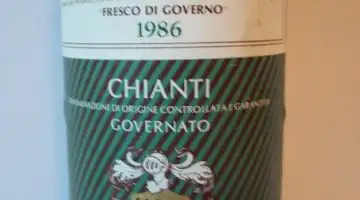 "FRESCO DI GOVERNO"
1986
CHIANTI
DENOMINAZIONE DI ORIGINE CONTROLLATA E GARANTITA
GOVERNATO